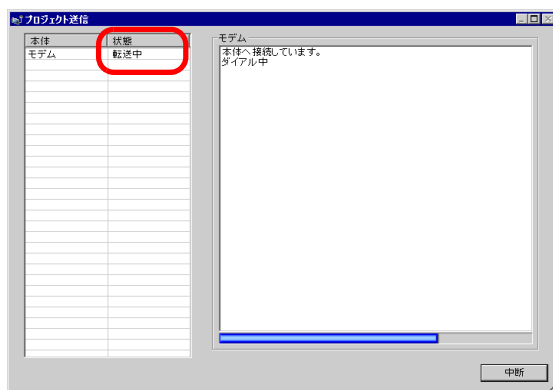 プロジェクト送信
本体 状態
モデム 転送中
モデム
本体へ接続しています。
ダイアル中
中断